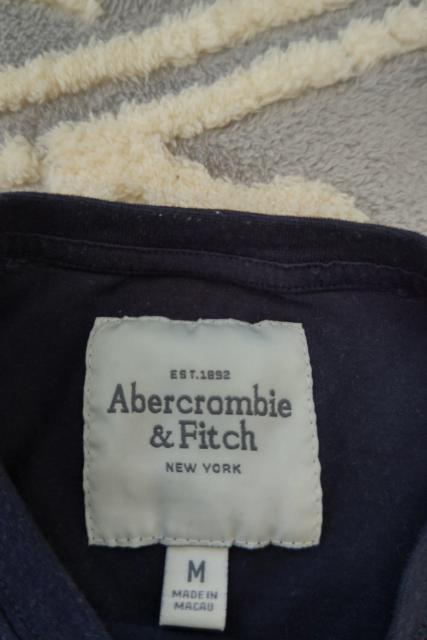 EST.1892
Abercrombie
& Fitch
NEW YORK
M
MADE IN
MACAU